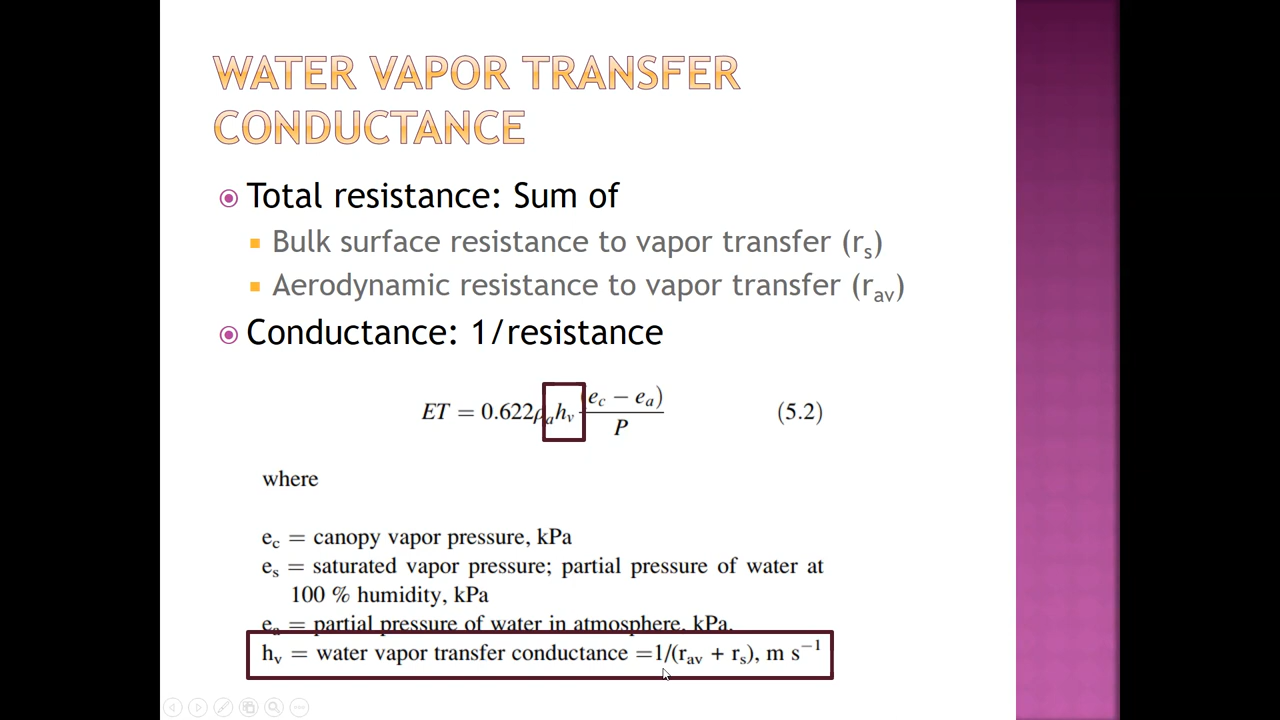 WATER VAPOR TRANSFER
CONDUCTANCE
Total resistance: Sum of
Bulk surface resistance to vapor transfer (rs)
Aerodynamic resistance to vapor transfer (rav)
Conductance: 1/resistance
ET = 0.622ρahv (ec − ea)/P (5.2)
where
ec = canopy vapor pressure, kPa
es = saturated vapor pressure; partial pressure of water at
100 % humidity, kPa
ea = partial pressure of water in atmosphere, kPa.
hv = water vapor transfer conductance =1/(rav + rs), m s−1